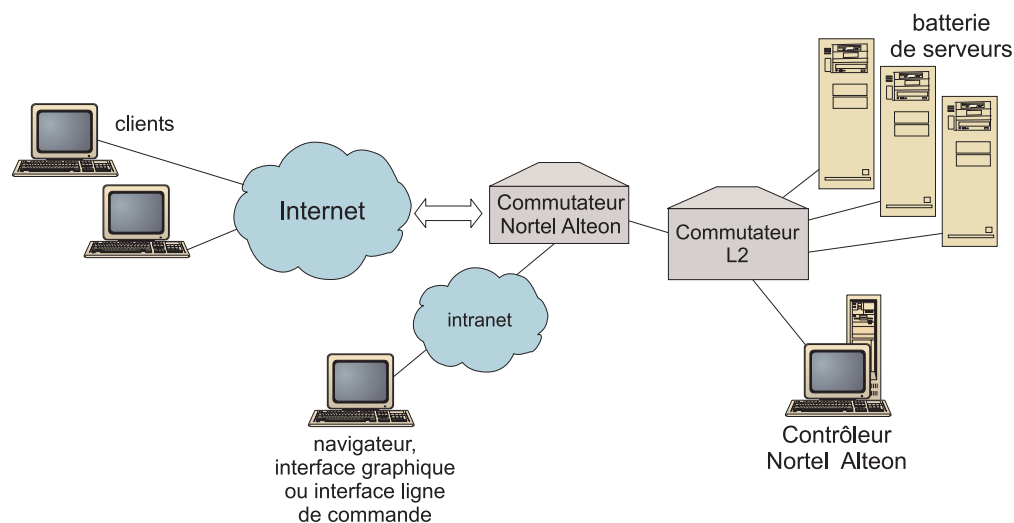 batterie
de serveurs
clients
Internet
Commutateur
Nortel Alteon
Commutateur
L2
intranet
navigateur,
interface graphique
ou interface ligne
de commande
Contrôleur
Nortel Alteon